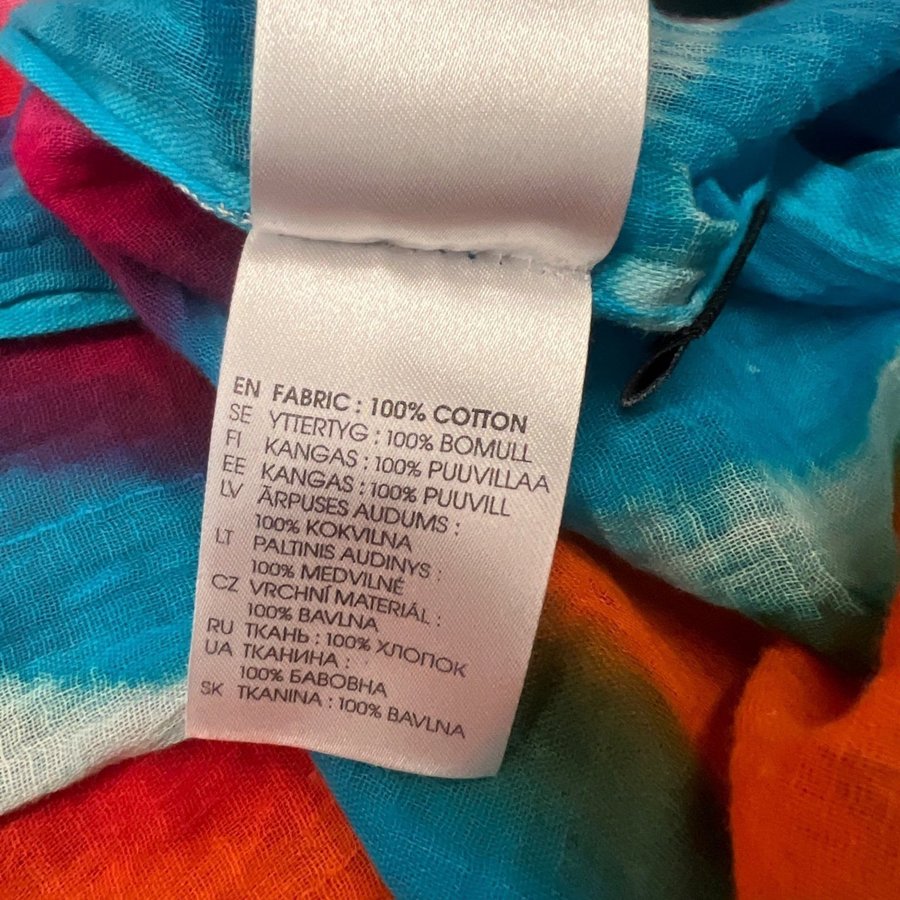 EN FABRIC : 100% COTTON
SE YTTERTYG : 100% BOMULL
FI KANGAS : 100% PUUVILLAA
EE KANGAS : 100% PUUVILL
LV ĀRPUSES AUDUMS :
100% KOKVILNA
LT PALTINIS AUDINYS :
100% MEDVILNĖ
CZ VRCHNÍ MATERIÁL :
100% BAVLNA
RU ТКАНЬ : 100% ХЛОПОК
UA ТКАНИНА :
100% БАВОВНА
SK TKANINA : 100% BAVLNA